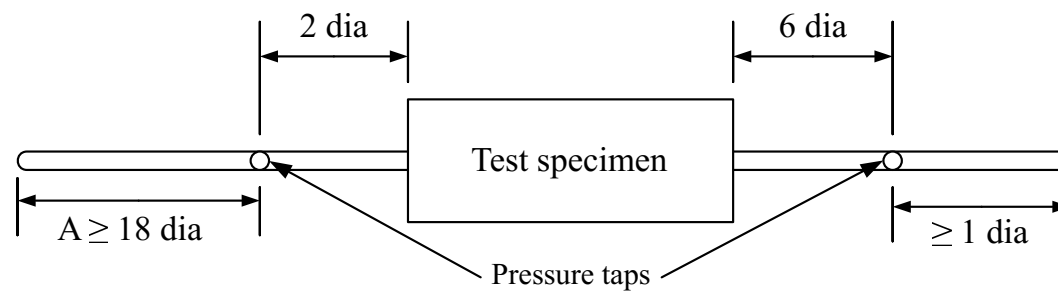 2 dia
6 dia
Test specimen
A ≥ 18 dia
≥ 1 dia
Pressure taps